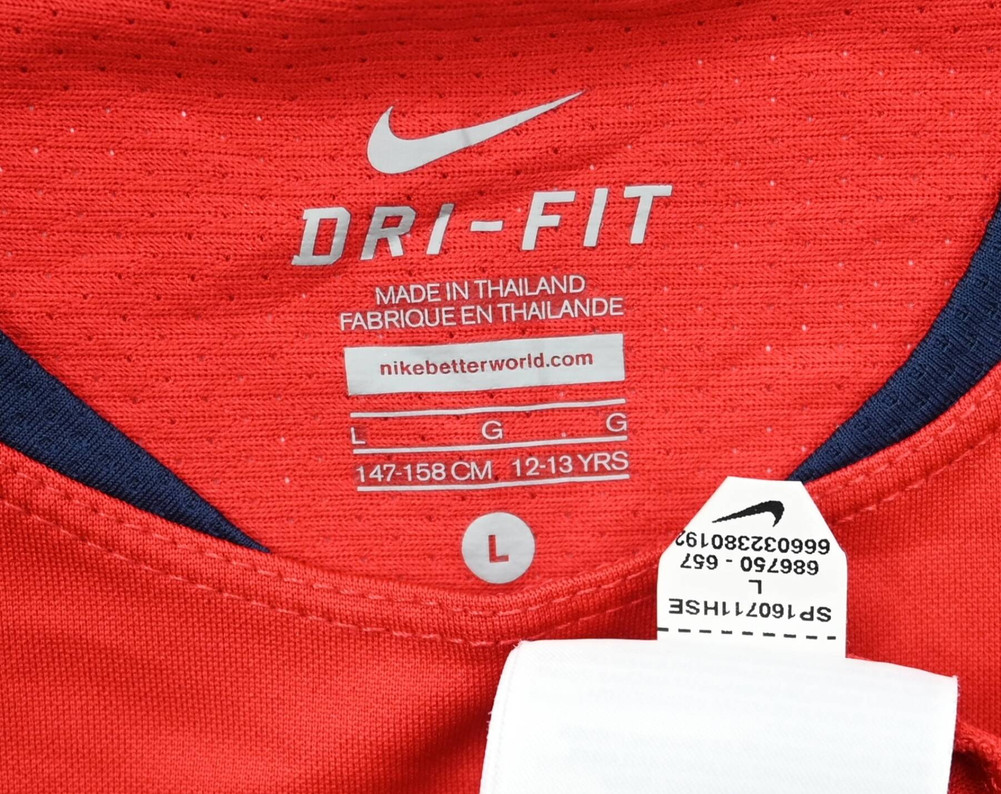 DRI-FIT
MADE IN THAILAND
FABRIQUE EN THAILANDE
nikebetterworld.com
L G G
147-158 CM 12-13 YRS
L
SP160711HSE
L
686750 - 657
666032380192